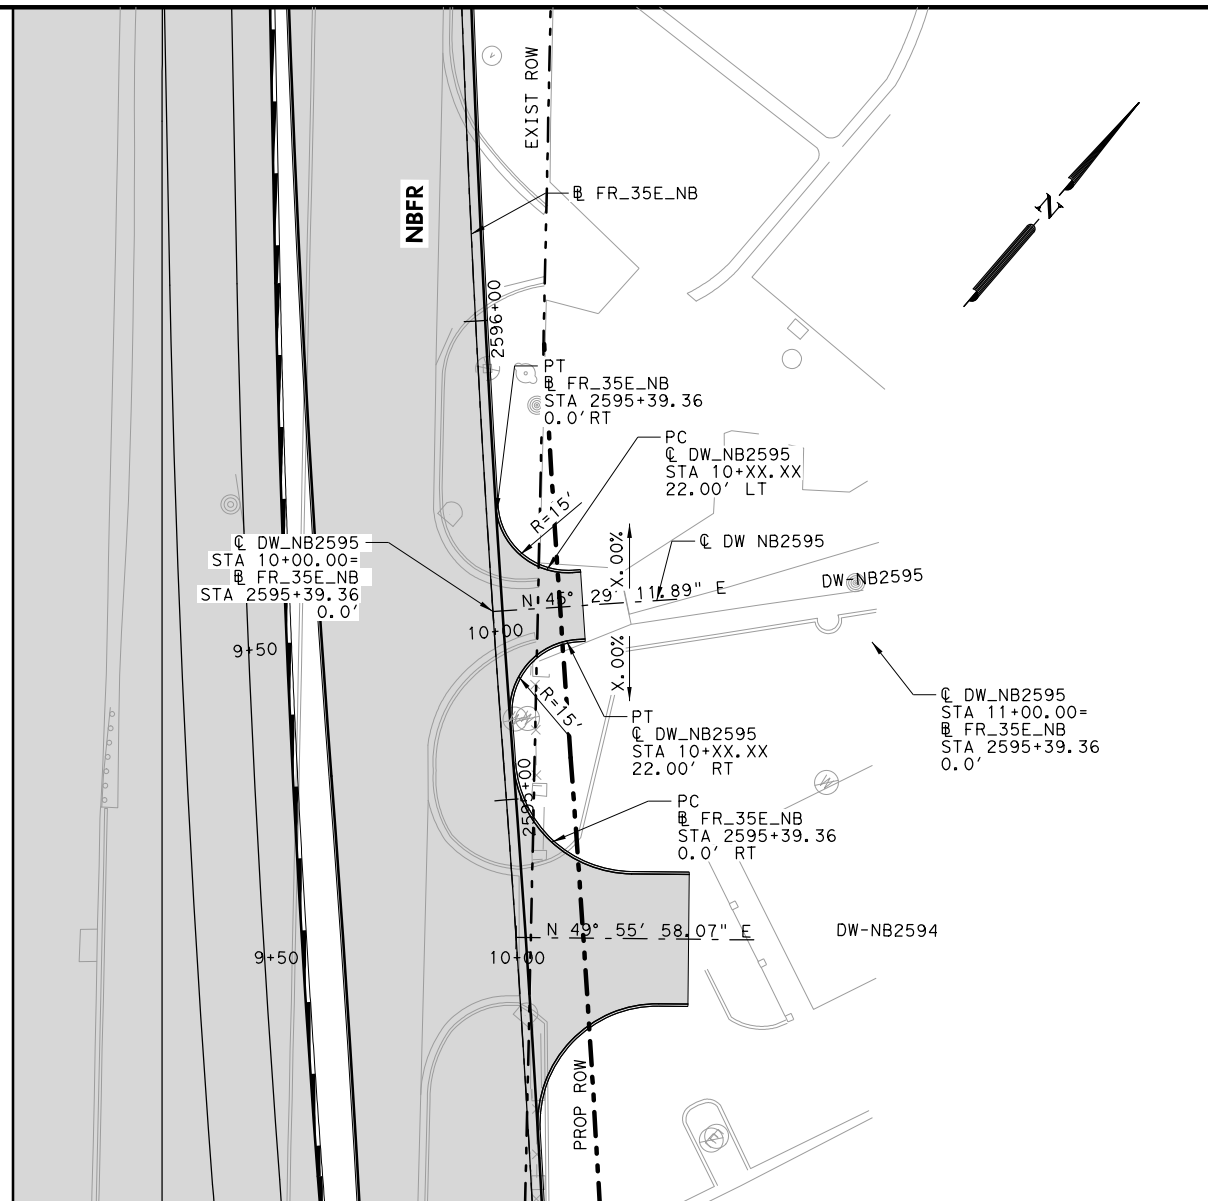 EXIST ROW
NBFR
B FR_35E_NB
N
2596+00
PT
B FR_35E_NB
STA 2595+39.36
0.0' RT
PC
C DW_NB2595
STA 10+XX.XX
22.00' LT
R=15'
C DW_NB2595
STA 10+00.00=
B FR_35E_NB
STA 2595+39.36
0.0'
X.00%
C DW NB2595
DW-NB2595
N 45° 29' 11.89" E
10+00
9+50
X.00%
R=15'
PT
C DW_NB2595
STA 10+XX.XX
22.00' RT
C DW_NB2595
STA 11+00.00=
B FR_35E_NB
STA 2595+39.36
0.0'
2595+00
PC
B FR_35E_NB
STA 2595+39.36
0.0' RT
N 49° 55' 58.07" E
DW-NB2594
9+50
10+00
PROP ROW